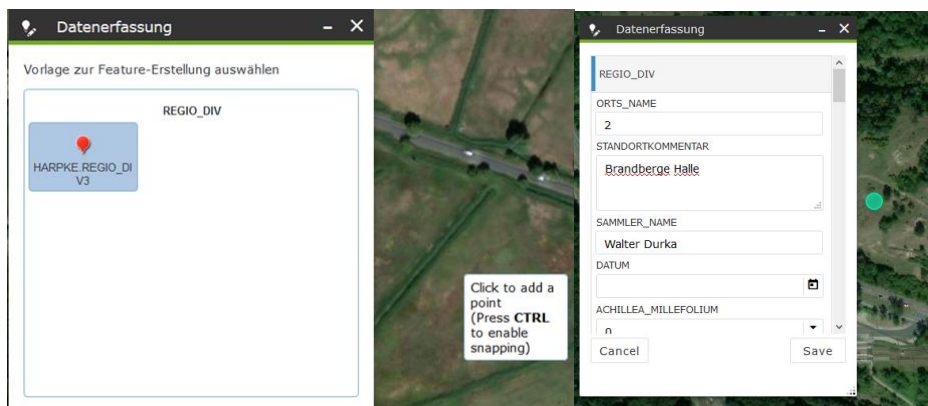 Datenerfassung
Vorlage zur Feature-Erstellung auswählen
REGIO_DIV
HARPKE.REGIO_DI
V3
Click to add a
point
(Press CTRL
to enable
snapping)
Datenerfassung
REGIO_DIV
ORTS_NAME
2
STANDORTKOMMENTAR
Brandberge Halle
SAMMLER_NAME
Walter Durka
DATUM
ACHILLEA_MILLEFOLIUM
0
Cancel
Save